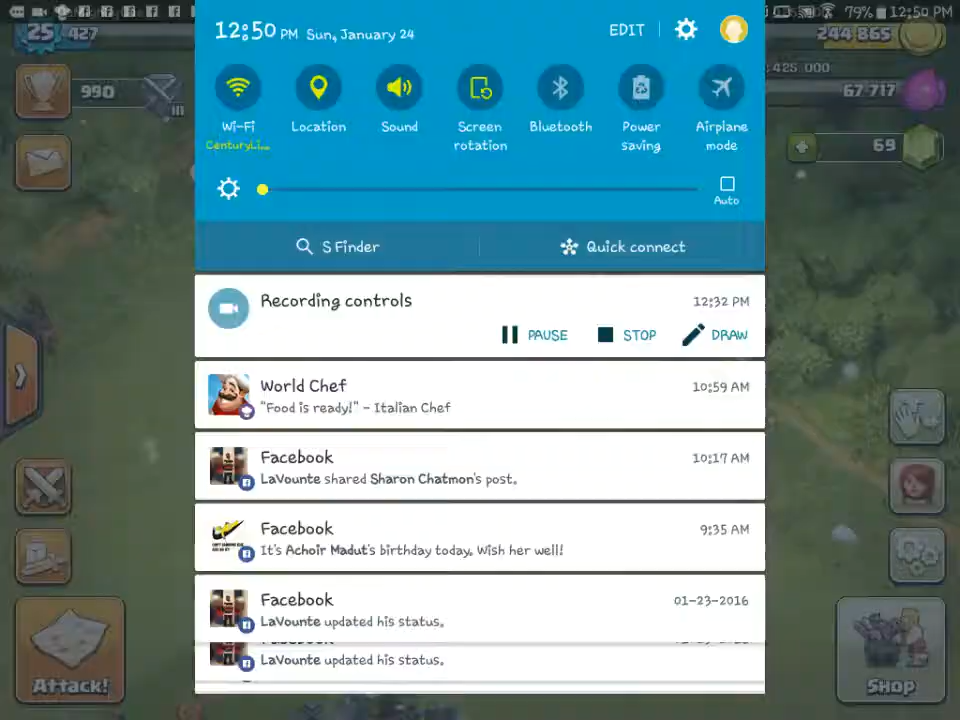 79% 12:50 PM
12:50 PM Sun, January 24 EDIT
25 427
244 865
425 000
990
67 717
69
Wi-Fi
CenturyLi...
Location
Sound
Screen
rotation
Bluetooth
Power
saving
Airplane
mode
Auto
S Finder
Quick connect
Recording controls 12:32 PM
PAUSE STOP DRAW
World Chef 10:59 AM
"Food is ready!" – Italian Chef
Facebook 10:17 AM
LaVounte shared Sharon Chatmon's post.
Facebook 9:35 AM
It's Achoir Madut's birthday today. Wish her well!
Facebook 01-23-2016
LaVounte updated his status.
LaVounte updated his status.
Attack!
Shop